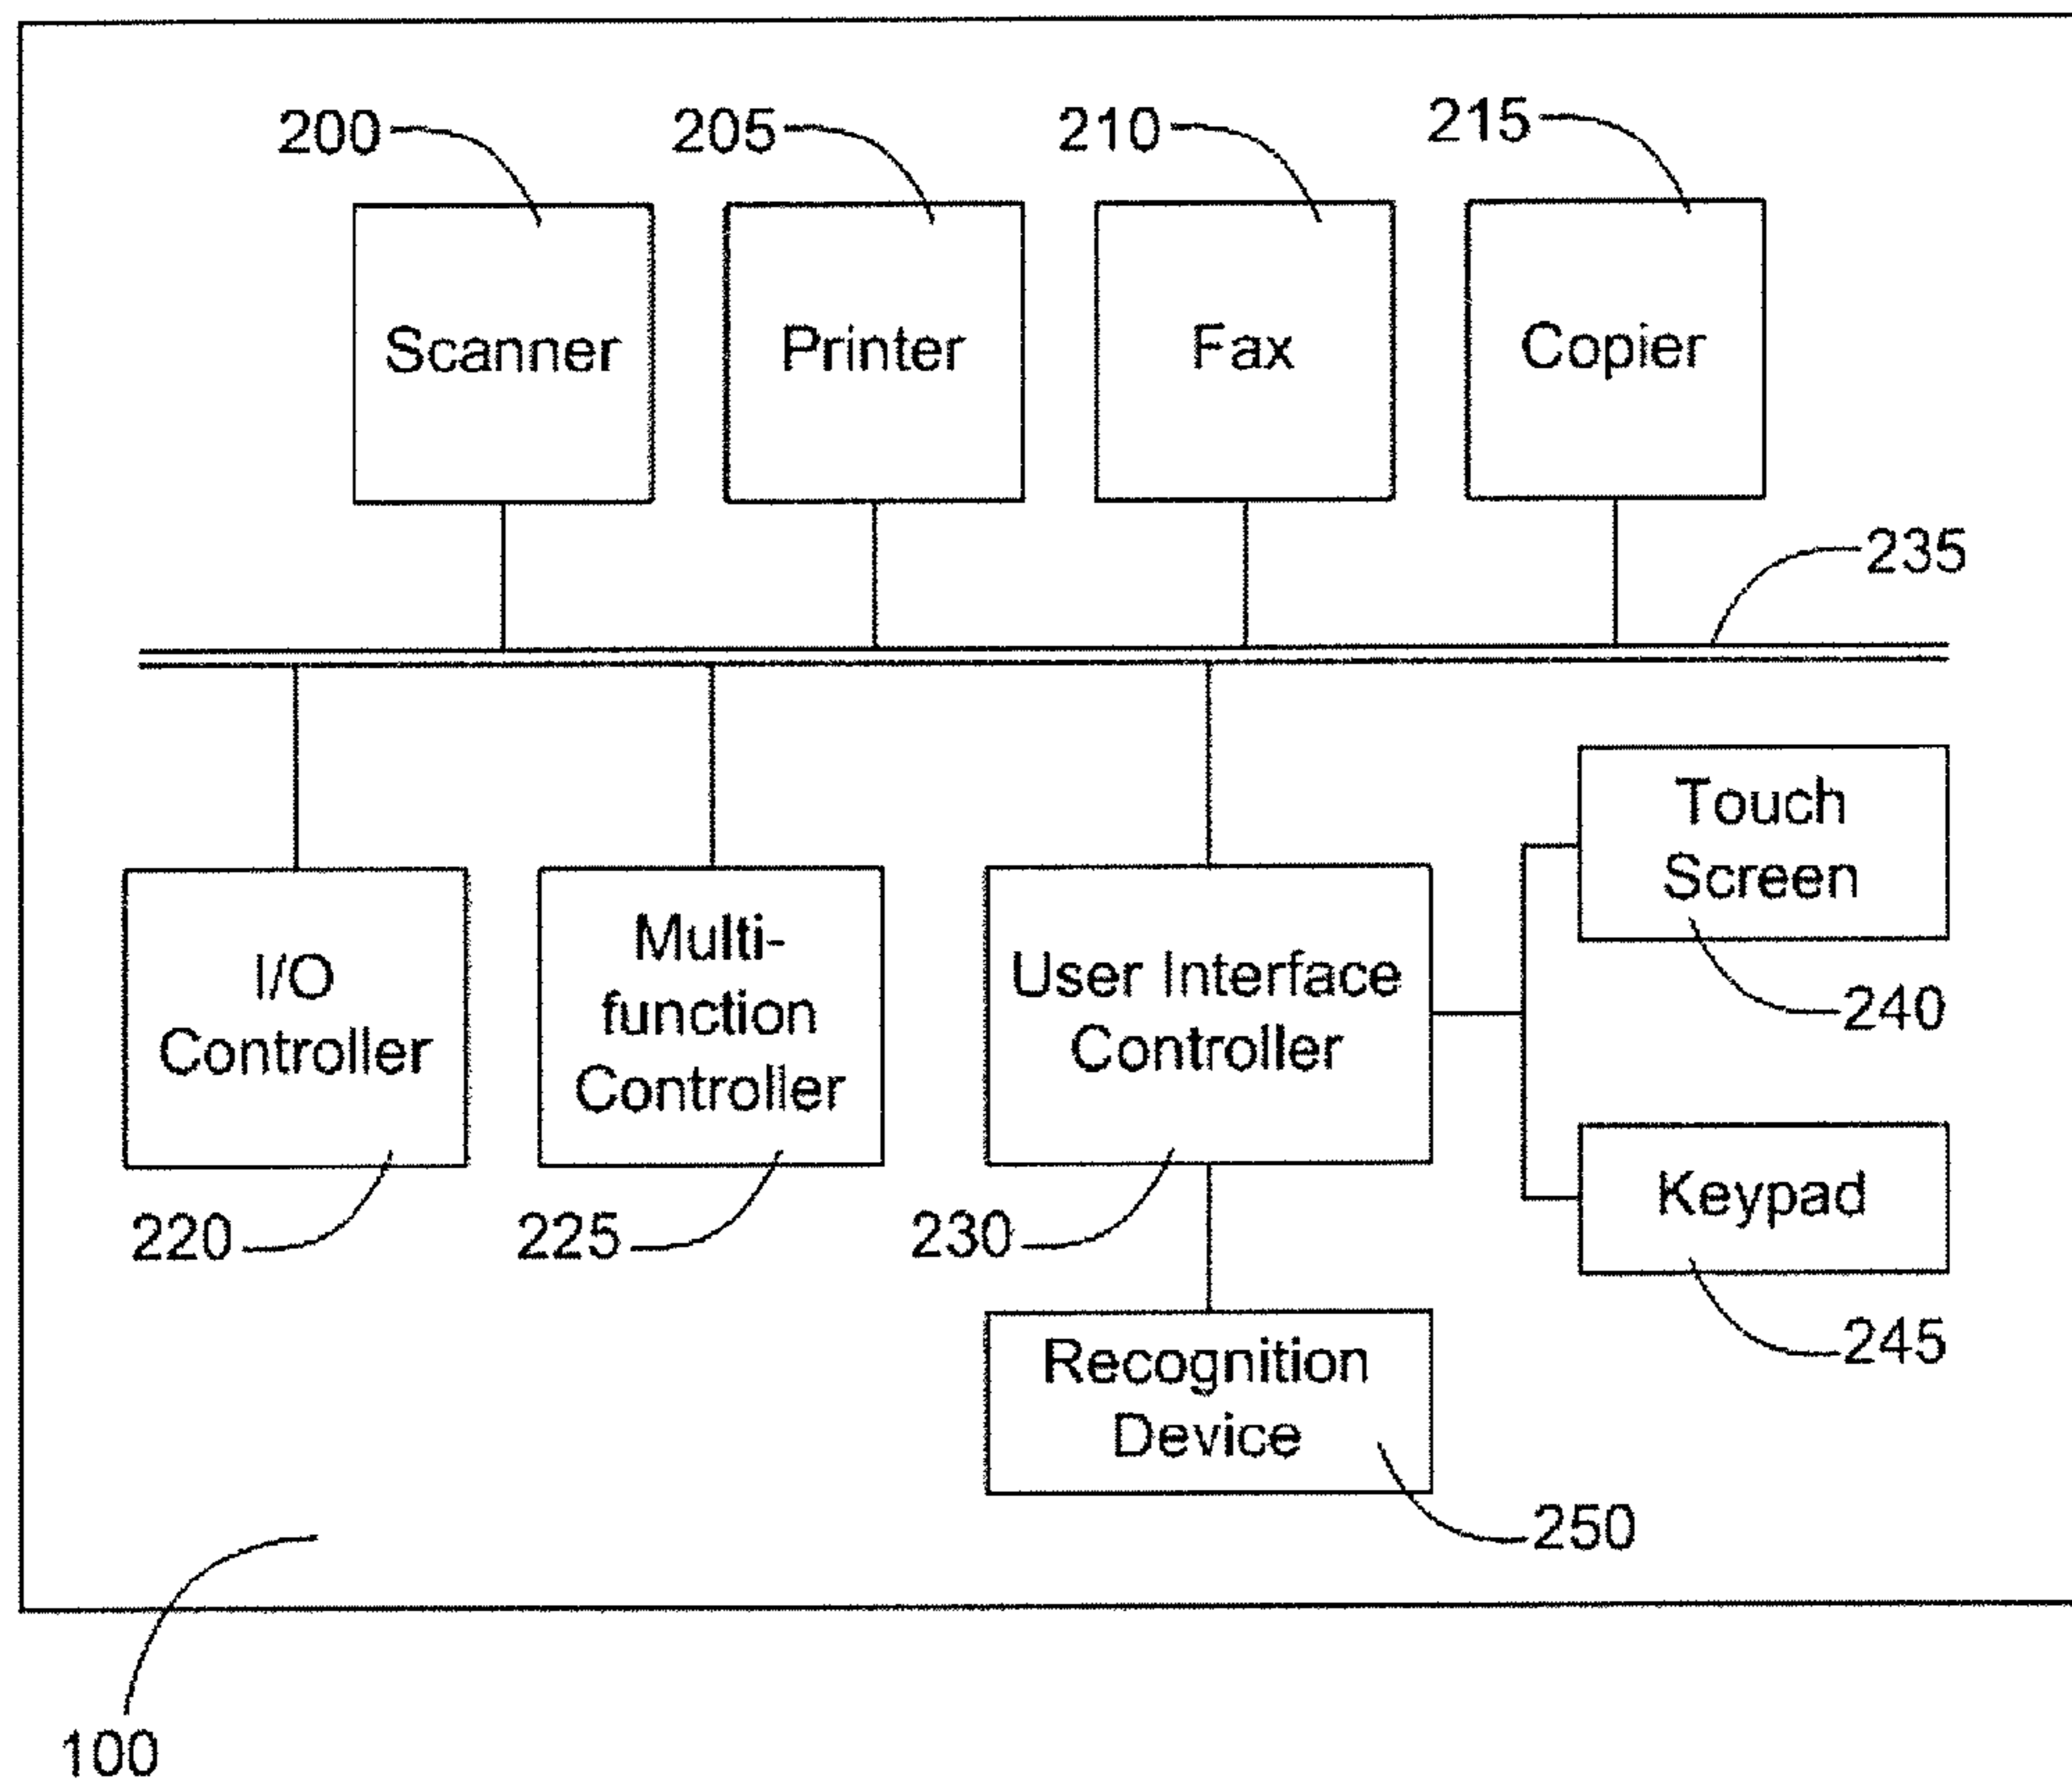 200
205
210
215
Scanner
Printer
Fax
Copier
235
Touch
Screen
240
I/O
Controller
220
Multi-
function
Controller
225
User Interface
Controller
230
Keypad
245
Recognition
Device
250
100